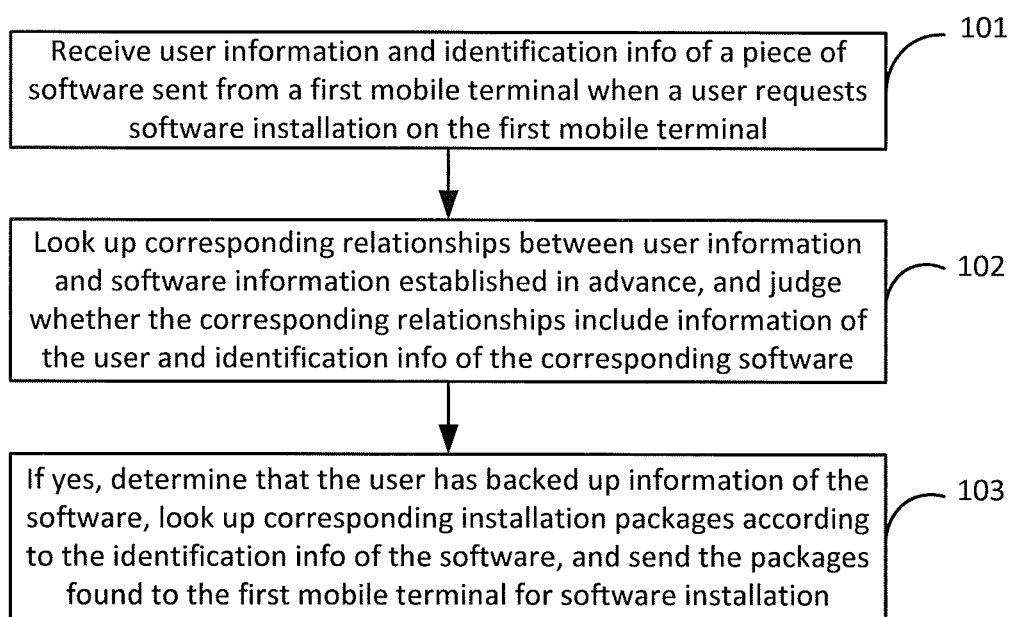 101
Receive user information and identification info of a piece of
software sent from a first mobile terminal when a user requests
software installation on the first mobile terminal
102
Look up corresponding relationships between user information
and software information established in advance, and judge
whether the corresponding relationships include information of
the user and identification info of the corresponding software
103
If yes, determine that the user has backed up information of the
software, look up corresponding installation packages according
to the identification info of the software, and send the packages
found to the first mobile terminal for software installation